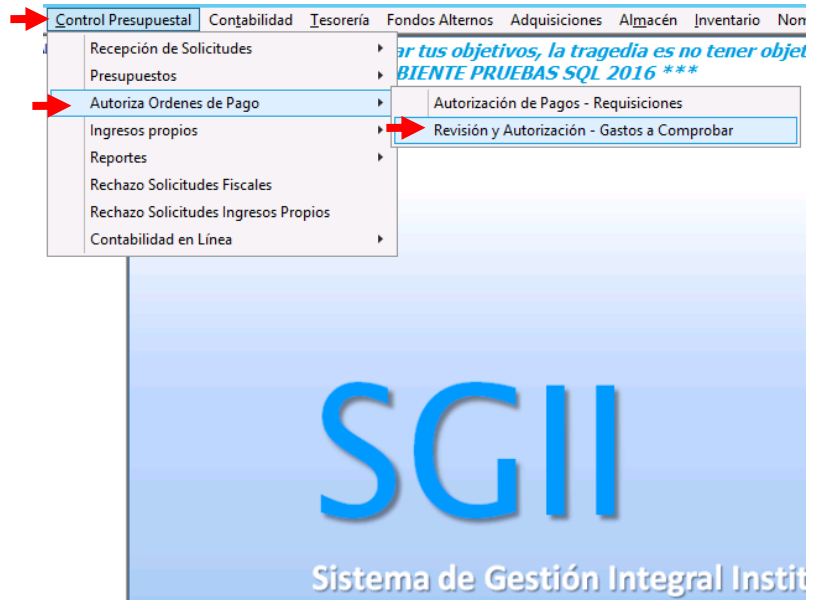 Control Presupuestal Contabilidad Tesorería Fondos Alternos Adquisiciones Almacén Inventario Nom
Recepción de Solicitudes
ar tus objetivos, la tragedia es no tener objet
Presupuestos
BIENTE PRUEBAS SQL 2016 ***
Autoriza Ordenes de Pago
Autorización de Pagos - Requisiciones
Ingresos propios
Revisión y Autorización - Gastos a Comprobar
Reportes
Rechazo Solicitudes Fiscales
Rechazo Solicitudes Ingresos Propios
Contabilidad en Línea
SGII
Sistema de Gestión Integral Instit